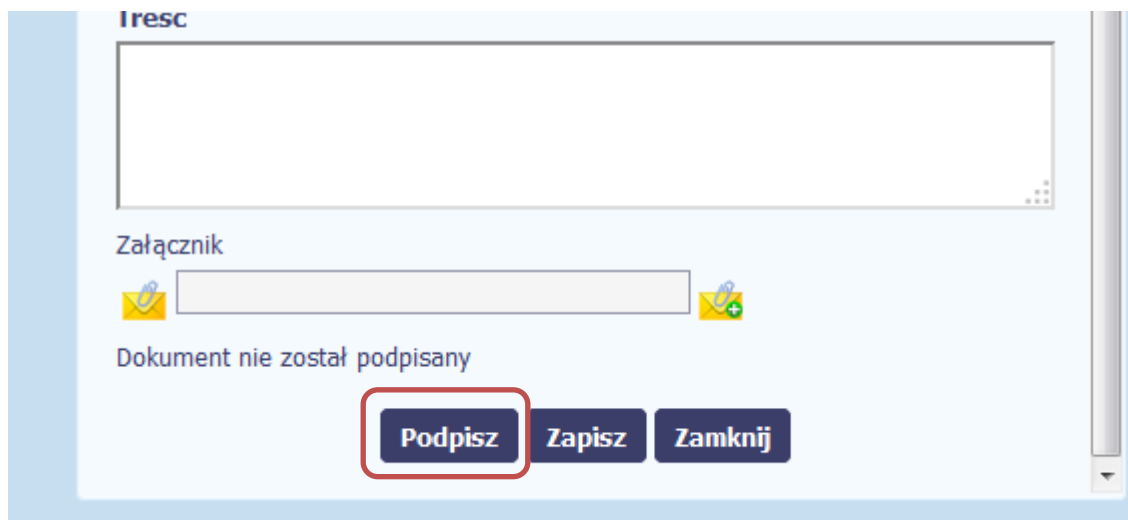 Treść
Załącznik
Dokument nie został podpisany
Podpisz Zapisz Zamknij